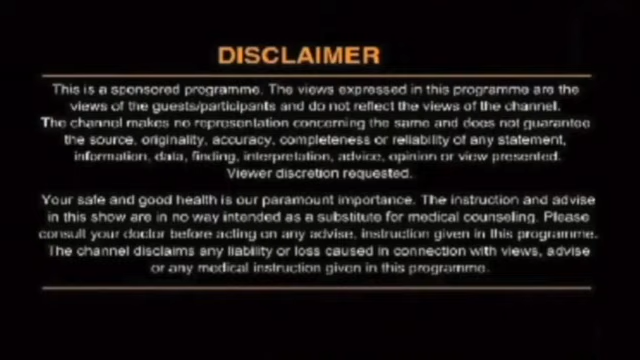 DISCLAIMER
This is a sponsored programme. The views expressed in this programme are the
views of the guests/participants and do not reflect the views of the channel.
The channel makes no representation concerning the same and does not guarantee
the source, originality, accuracy, completeness or reliability of any statement,
information, data, finding, interpretation, advice, opinion or view presented.
Viewer discretion requested.
Your safe and good health is our paramount importance. The instruction and advise
in this show are in no way intended as a substitute for medical counseling. Please
consult your doctor before acting on any advise, instruction given in this programme.
The channel disclaims any liability or loss caused in connection with views, advise
or any medical instruction given in this programme.